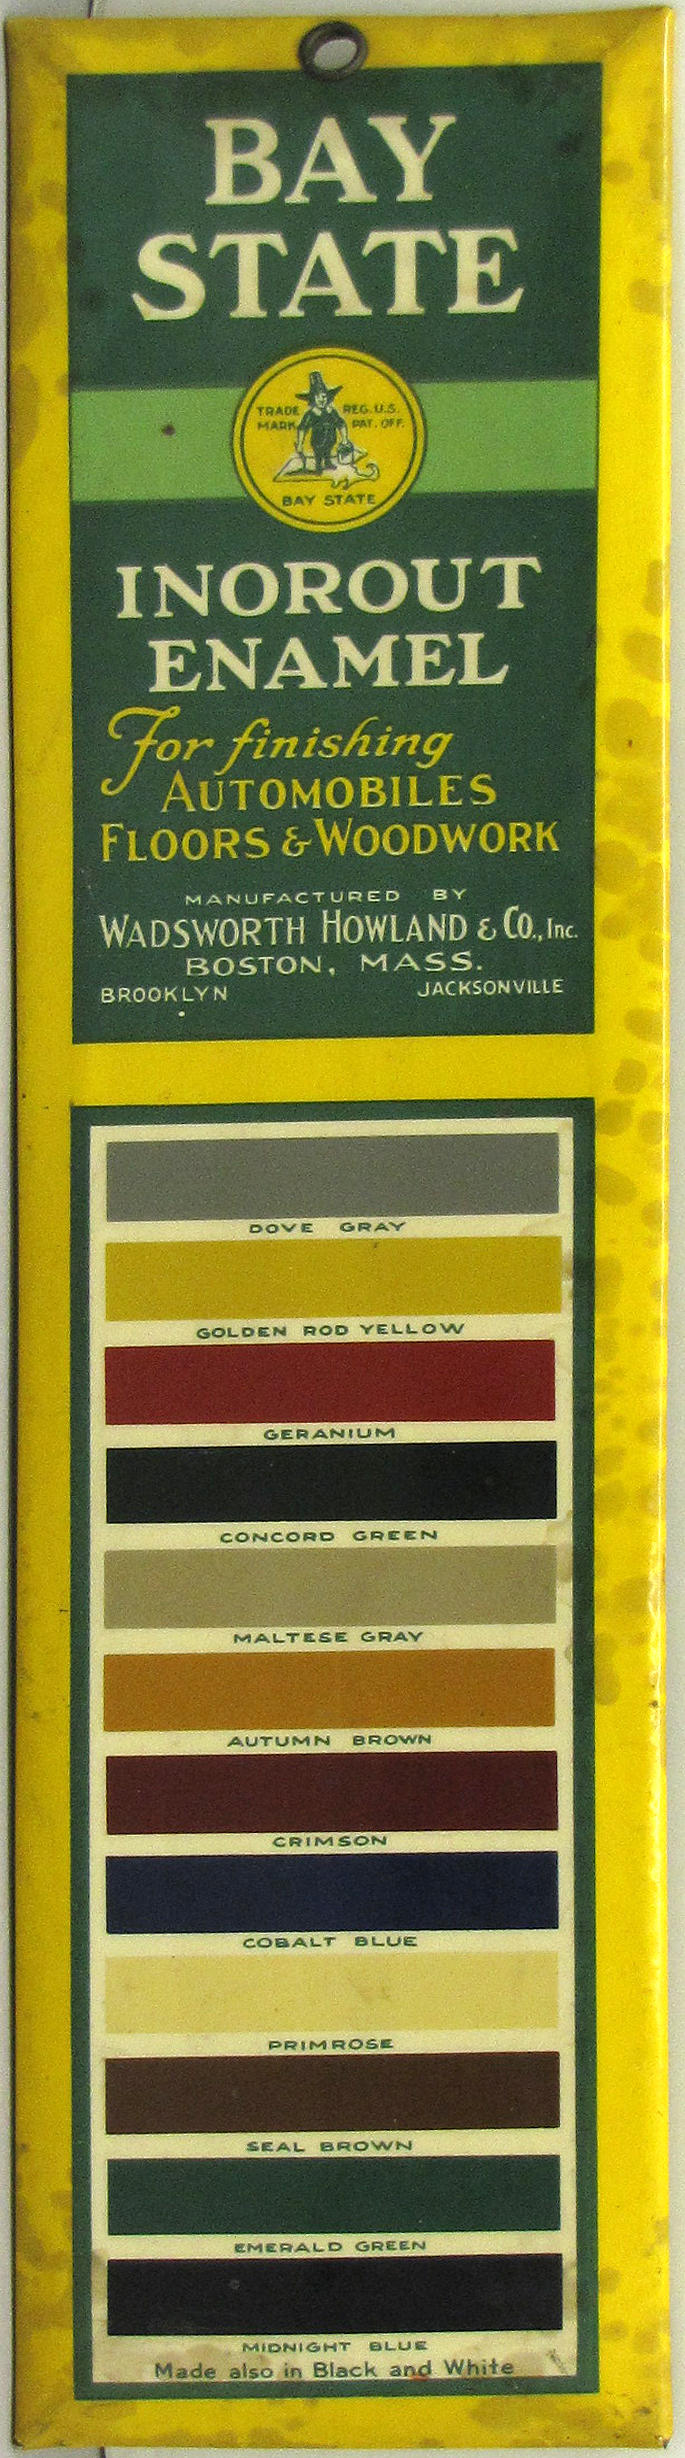 BAY
STATE
TRADE MARK
REG. U.S. PAT. OFF.
BAY STATE
INOROUT
ENAMEL
For finishing
AUTOMOBILES
FLOORS & WOODWORK
MANUFACTURED BY
WADSWORTH HOWLAND & CO., Inc.
BOSTON, MASS.
BROOKLYN JACKSONVILLE
DOVE GRAY
GOLDEN ROD YELLOW
GERANIUM
CONCORD GREEN
MALTESE GRAY
AUTUMN BROWN
CRIMSON
COBALT BLUE
PRIMROSE
SEAL BROWN
EMERALD GREEN
MIDNIGHT BLUE
Made also in Black and White